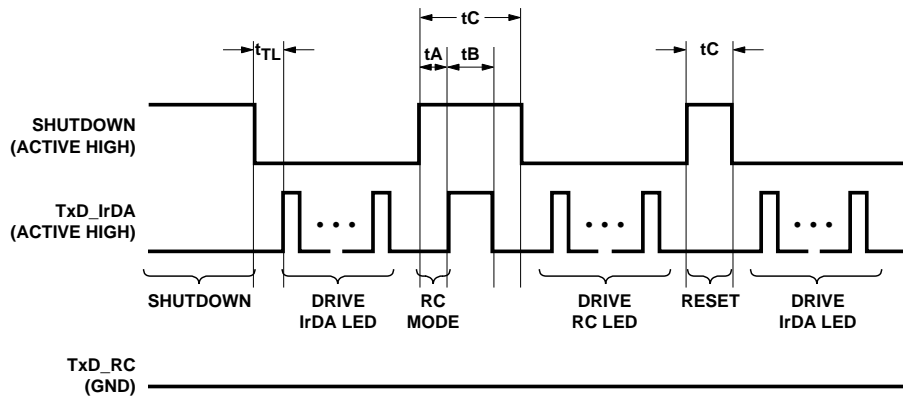 tC
tTL
tA
tB
tC
SHUTDOWN
(ACTIVE HIGH)
TxD_IrDA
(ACTIVE HIGH)
SHUTDOWN
DRIVE
IrDA LED
RC
MODE
DRIVE
RC LED
RESET
DRIVE
IrDA LED
TxD_RC
(GND)